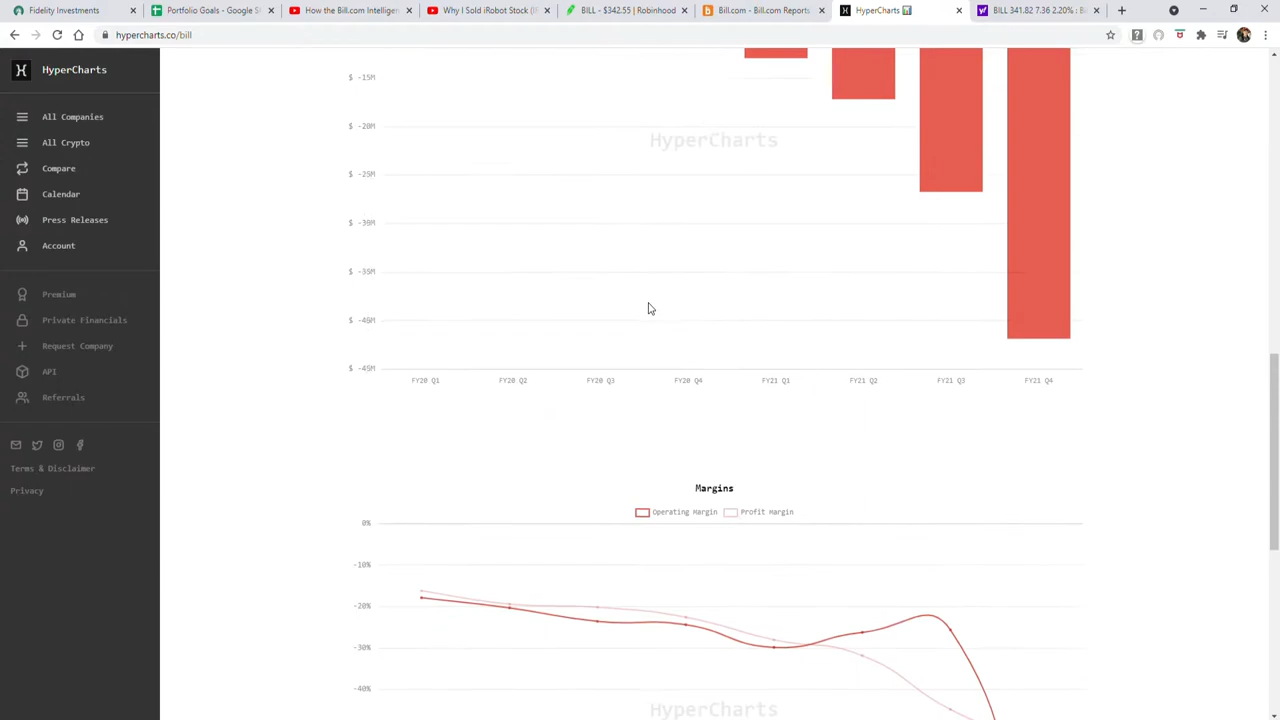 Fidelity Investments
Portfolio Goals - Google S
How the Bill.com Intelligen
Why I Sold iRobot Stock (I
BILL - $342.55 | Robinhood
Bill.com - Bill.com Reports
HyperCharts
BILL 341.82 7.36 2.20% : Bi
hypercharts.co/bill
HyperCharts
All Companies
All Crypto
Compare
Calendar
Press Releases
Account
Premium
Private Financials
Request Company
API
Referrals
Terms & Disclaimer
Privacy
$ -15M
$ -20M
$ -25M
$ -30M
$ -35M
$ -40M
$ -45M
HyperCharts
FY20 Q1 FY20 Q2 FY20 Q3 FY20 Q4 FY21 Q1 FY21 Q2 FY21 Q3 FY21 Q4
Margins
Operating Margin Profit Margin
0%
-10%
-20%
-30%
-40%
HyperCharts